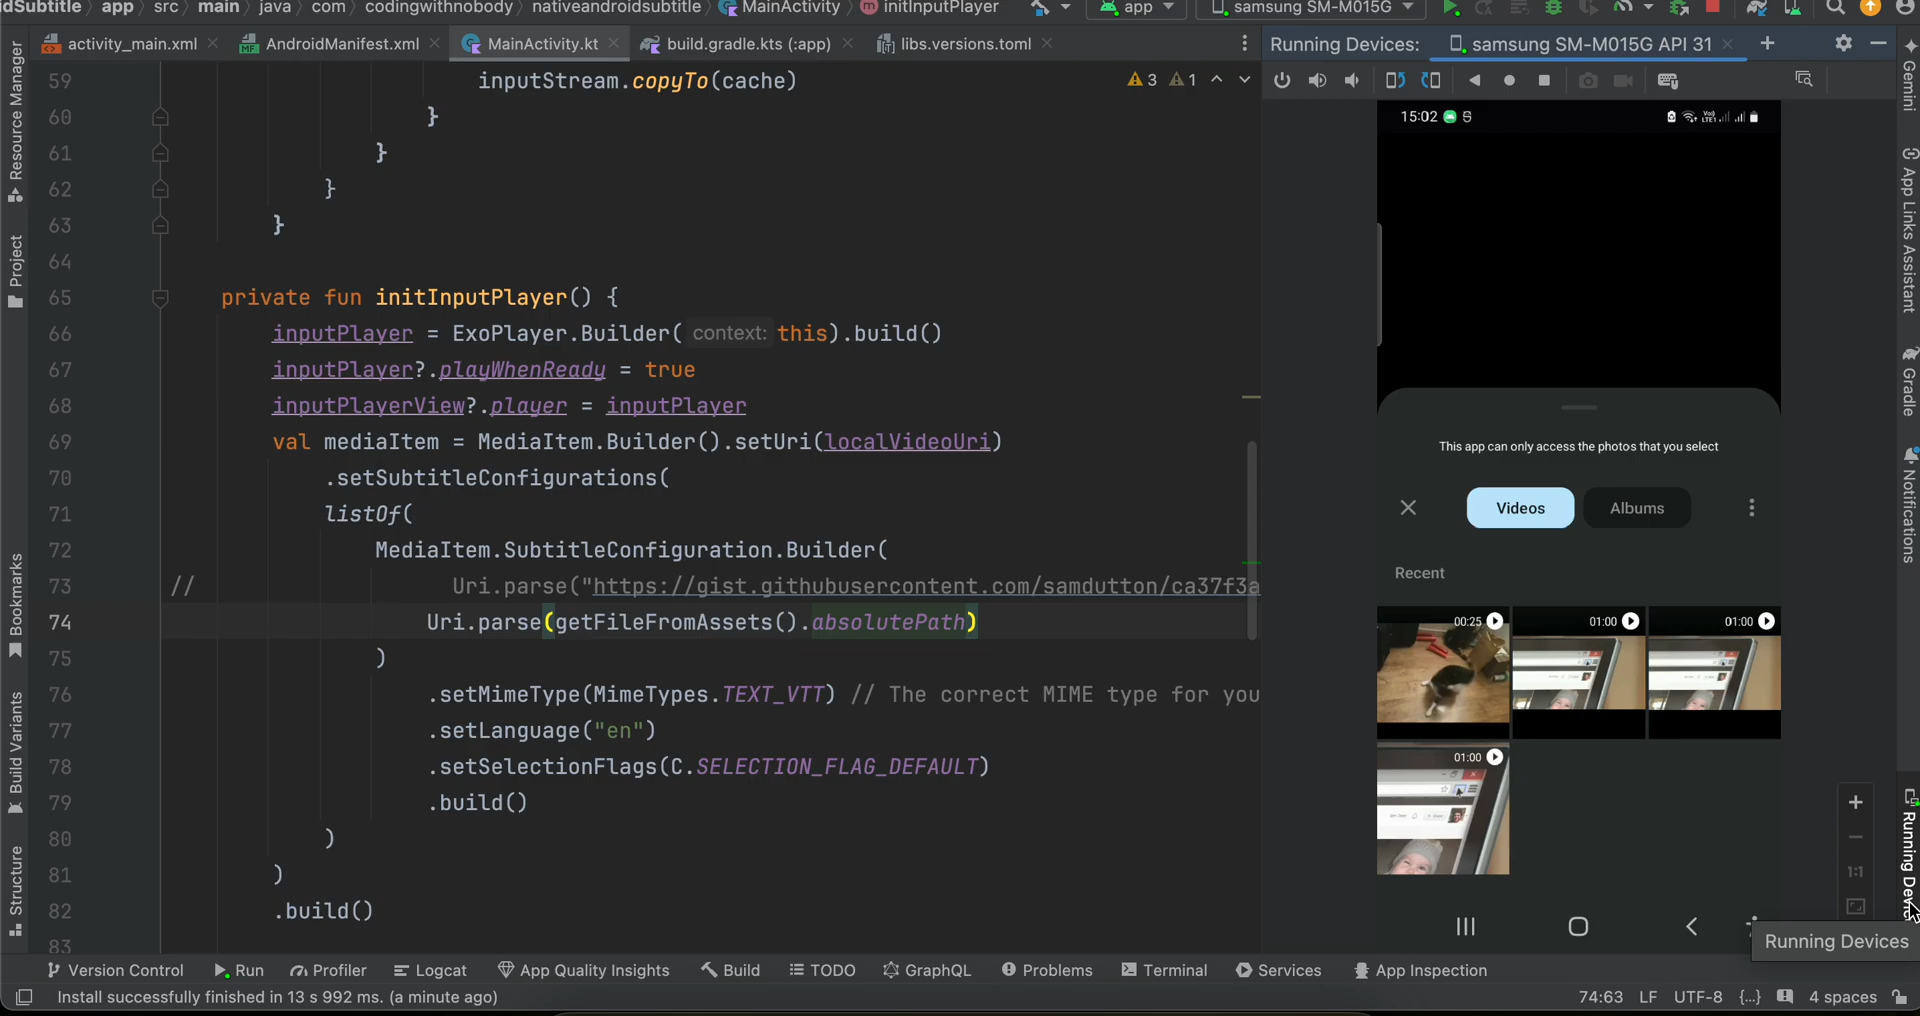 idSubtitle app src main java com codingwithnobody nativeandroidsubtitle MainActivity initInputPlayer app samsung SM-M015G
activity_main.xml AndroidManifest.xml MainActivity.kt build.gradle.kts (:app) libs.versions.toml Running Devices: samsung SM-M015G API 31
59 inputStream.copyTo(cache) 3 1
60 }
61 }
62 }
63 }
64
65 private fun initInputPlayer() {
66 inputPlayer = ExoPlayer.Builder( context: this).build()
67 inputPlayer?.playWhenReady = true
68 inputPlayerView?.player = inputPlayer
69 val mediaItem = MediaItem.Builder().setUri(localVideoUri)
70 .setSubtitleConfigurations(
71 listOf(
72 MediaItem.SubtitleConfiguration.Builder(
73 // Uri.parse("https://gist.githubusercontent.com/samdutton/ca37f3a
74 Uri.parse(getFileFromAssets().absolutePath)
75 )
76 .setMimeType(MimeTypes.TEXT_VTT) // The correct MIME type for you
77 .setLanguage("en")
78 .setSelectionFlags(C.SELECTION_FLAG_DEFAULT)
79 .build()
80 )
81 )
82 .build()
83
Resource Manager
Project
Bookmarks
Build Variants
Structure
15:02
This app can only access the photos that you select
Videos Albums
Recent
00:25 01:00 01:00
01:00
1:1
Gemini
App Links Assistant
Gradle
Notifications
Running Devic
Running Devices
Version Control Run Profiler Logcat App Quality Insights Build TODO GraphQL Problems Terminal Services App Inspection
Install successfully finished in 13 s 992 ms. (a minute ago) 74:63 LF UTF-8 {..} 4 spaces